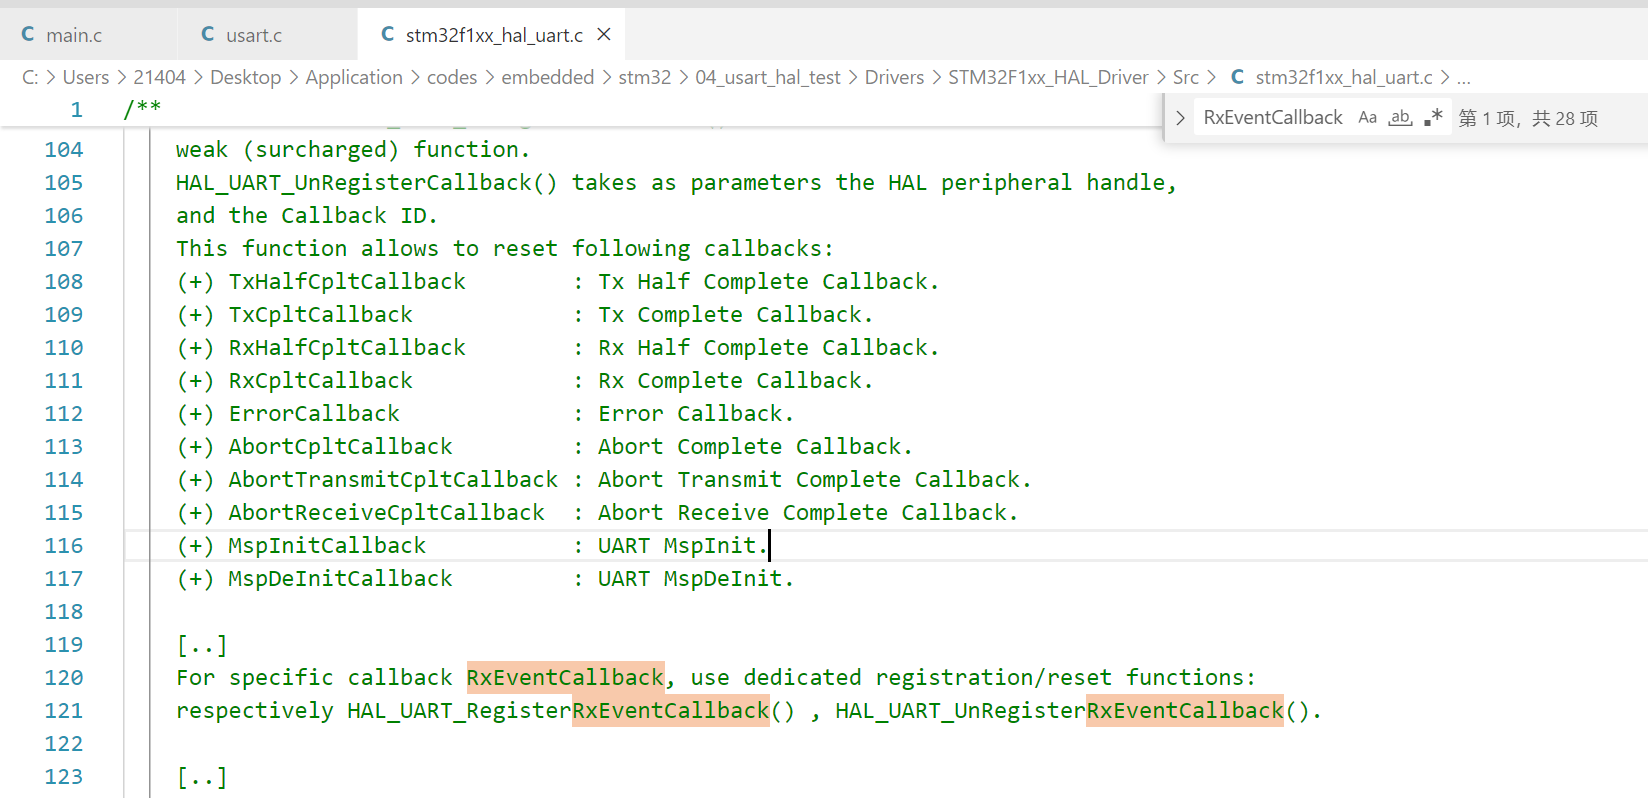 C main.c
C usart.c
C stm32f1xx_hal_uart.c ×
C: > Users > 21404 > Desktop > Application > codes > embedded > stm32 > 04_usart_hal_test > Drivers > STM32F1xx_HAL_Driver > Src > C stm32f1xx_hal_uart.c > ...
1 /**
> RxEventCallback Aa ab .* 第 1 项，共 28 项
104 weak (surcharged) function.
105 HAL_UART_UnRegisterCallback() takes as parameters the HAL peripheral handle,
106 and the Callback ID.
107 This function allows to reset following callbacks:
108 (+) TxHalfCpltCallback : Tx Half Complete Callback.
109 (+) TxCpltCallback : Tx Complete Callback.
110 (+) RxHalfCpltCallback : Rx Half Complete Callback.
111 (+) RxCpltCallback : Rx Complete Callback.
112 (+) ErrorCallback : Error Callback.
113 (+) AbortCpltCallback : Abort Complete Callback.
114 (+) AbortTransmitCpltCallback : Abort Transmit Complete Callback.
115 (+) AbortReceiveCpltCallback : Abort Receive Complete Callback.
116 (+) MspInitCallback : UART MspInit.
117 (+) MspDeInitCallback : UART MspDeInit.
118
119 [..]
120 For specific callback RxEventCallback, use dedicated registration/reset functions:
121 respectively HAL_UART_RegisterRxEventCallback() , HAL_UART_UnRegisterRxEventCallback().
122
123 [..]